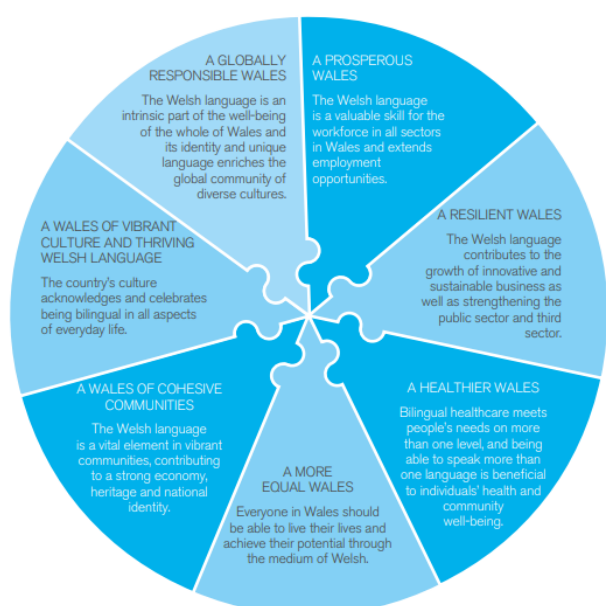 A GLOBALLY
RESPONSIBLE WALES
The Welsh language is an
intrinsic part of the well-being
of the whole of Wales and
its identity and unique
language enriches the
global community of
diverse cultures.
A PROSPEROUS
WALES
The Welsh language
is a valuable skill for the
workforce in all sectors
in Wales and extends
employment
opportunities.
A RESILIENT WALES
The Welsh language
contributes to the
growth of innovative and
sustainable business as
well as strengthening the
public sector and third
sector.
A HEALTHIER WALES
Bilingual healthcare meets
people's needs on more
than one level, and being
able to speak more than
one language is beneficial
to individuals' health and
community
well-being.
A MORE
EQUAL WALES
Everyone in Wales should
be able to live their lives and
achieve their potential through
the medium of Welsh.
A WALES OF COHESIVE
COMMUNITIES
The Welsh language
is a vital element in vibrant
communities, contributing
to a strong economy,
heritage and national
identity.
A WALES OF VIBRANT
CULTURE AND THRIVING
WELSH LANGUAGE
The country's culture
acknowledges and celebrates
being bilingual in all aspects
of everyday life.